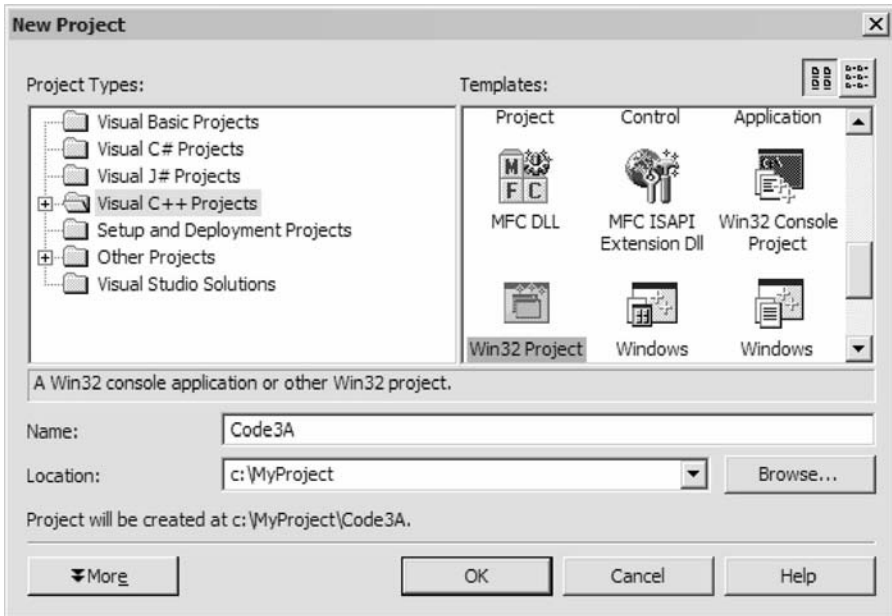 New Project
Project Types:
Templates:
Visual Basic Projects
Visual C# Projects
Visual J# Projects
Visual C++ Projects
Setup and Deployment Projects
Other Projects
Visual Studio Solutions
Project
Control
Application
MFC DLL
MFC ISAPI
Extension Dll
Win32 Console
Project
Win32 Project
Windows
Windows
A Win32 console application or other Win32 project.
Name:
Code3A
Location:
c:\MyProject
Browse...
Project will be created at c:\MyProject\Code3A.
More
OK
Cancel
Help